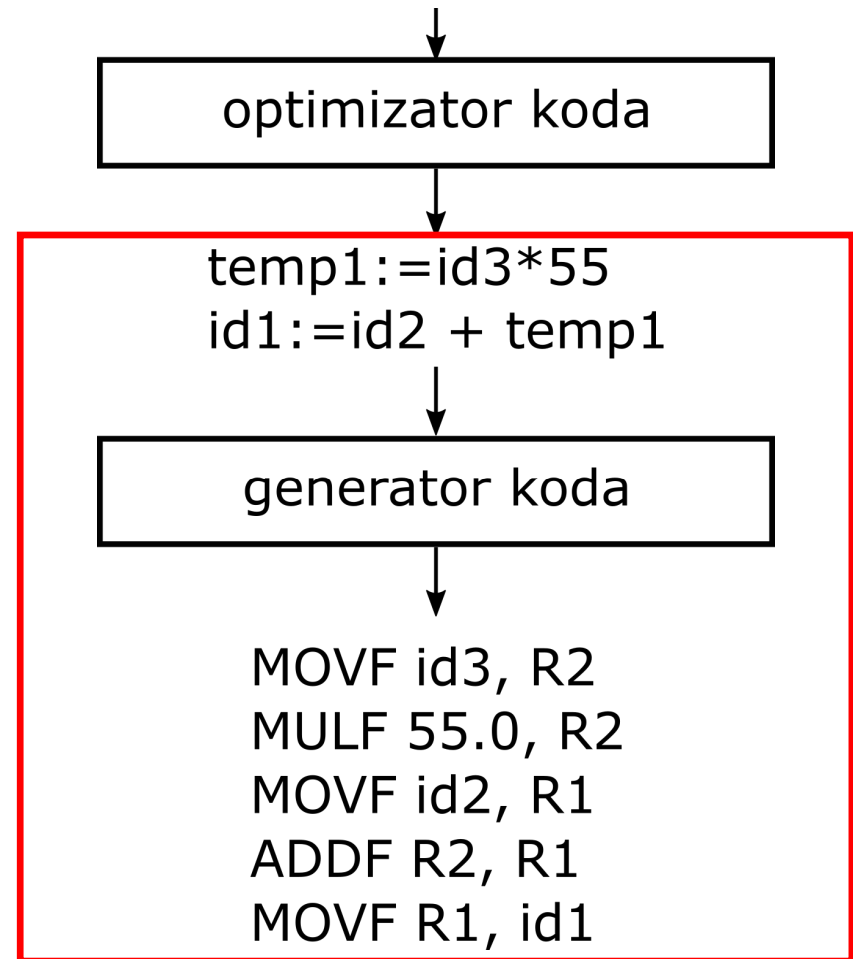 optimizator koda
temp1:=id3*55
id1:=id2 + temp1
generator koda
MOVF id3, R2
MULF 55.0, R2
MOVF id2, R1
ADDF R2, R1
MOVF R1, id1